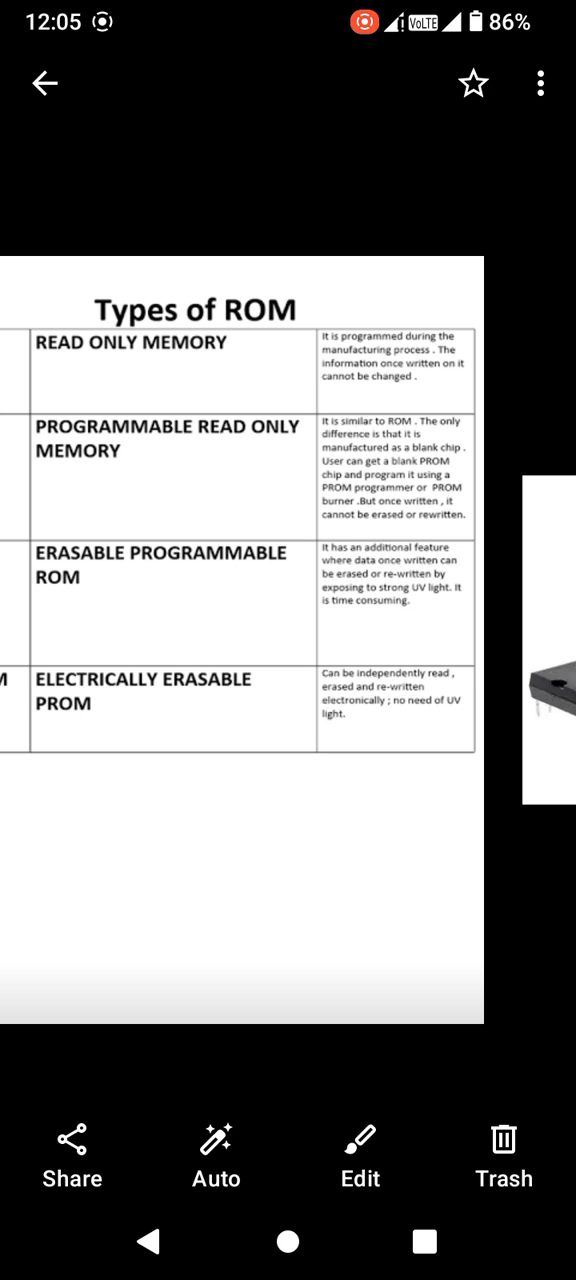 12:05
VoLTE
86%
Types of ROM
READ ONLY MEMORY
It is programmed during the
manufacturing process . The
information once written on it
cannot be changed .
PROGRAMMABLE READ ONLY
MEMORY
It is similar to ROM . The only
difference is that it is
manufactured as a blank chip .
User can get a blank PROM
chip and program it using a
PROM programmer or PROM
burner .But once written , it
cannot be erased or rewritten.
ERASABLE PROGRAMMABLE
ROM
It has an additional feature
where data once written can
be erased or re-written by
exposing to strong UV light. It
is time consuming.
M
ELECTRICALLY ERASABLE
PROM
Can be independently read ,
erased and re-written
electronically ; no need of UV
light.
Share
Auto
Edit
Trash